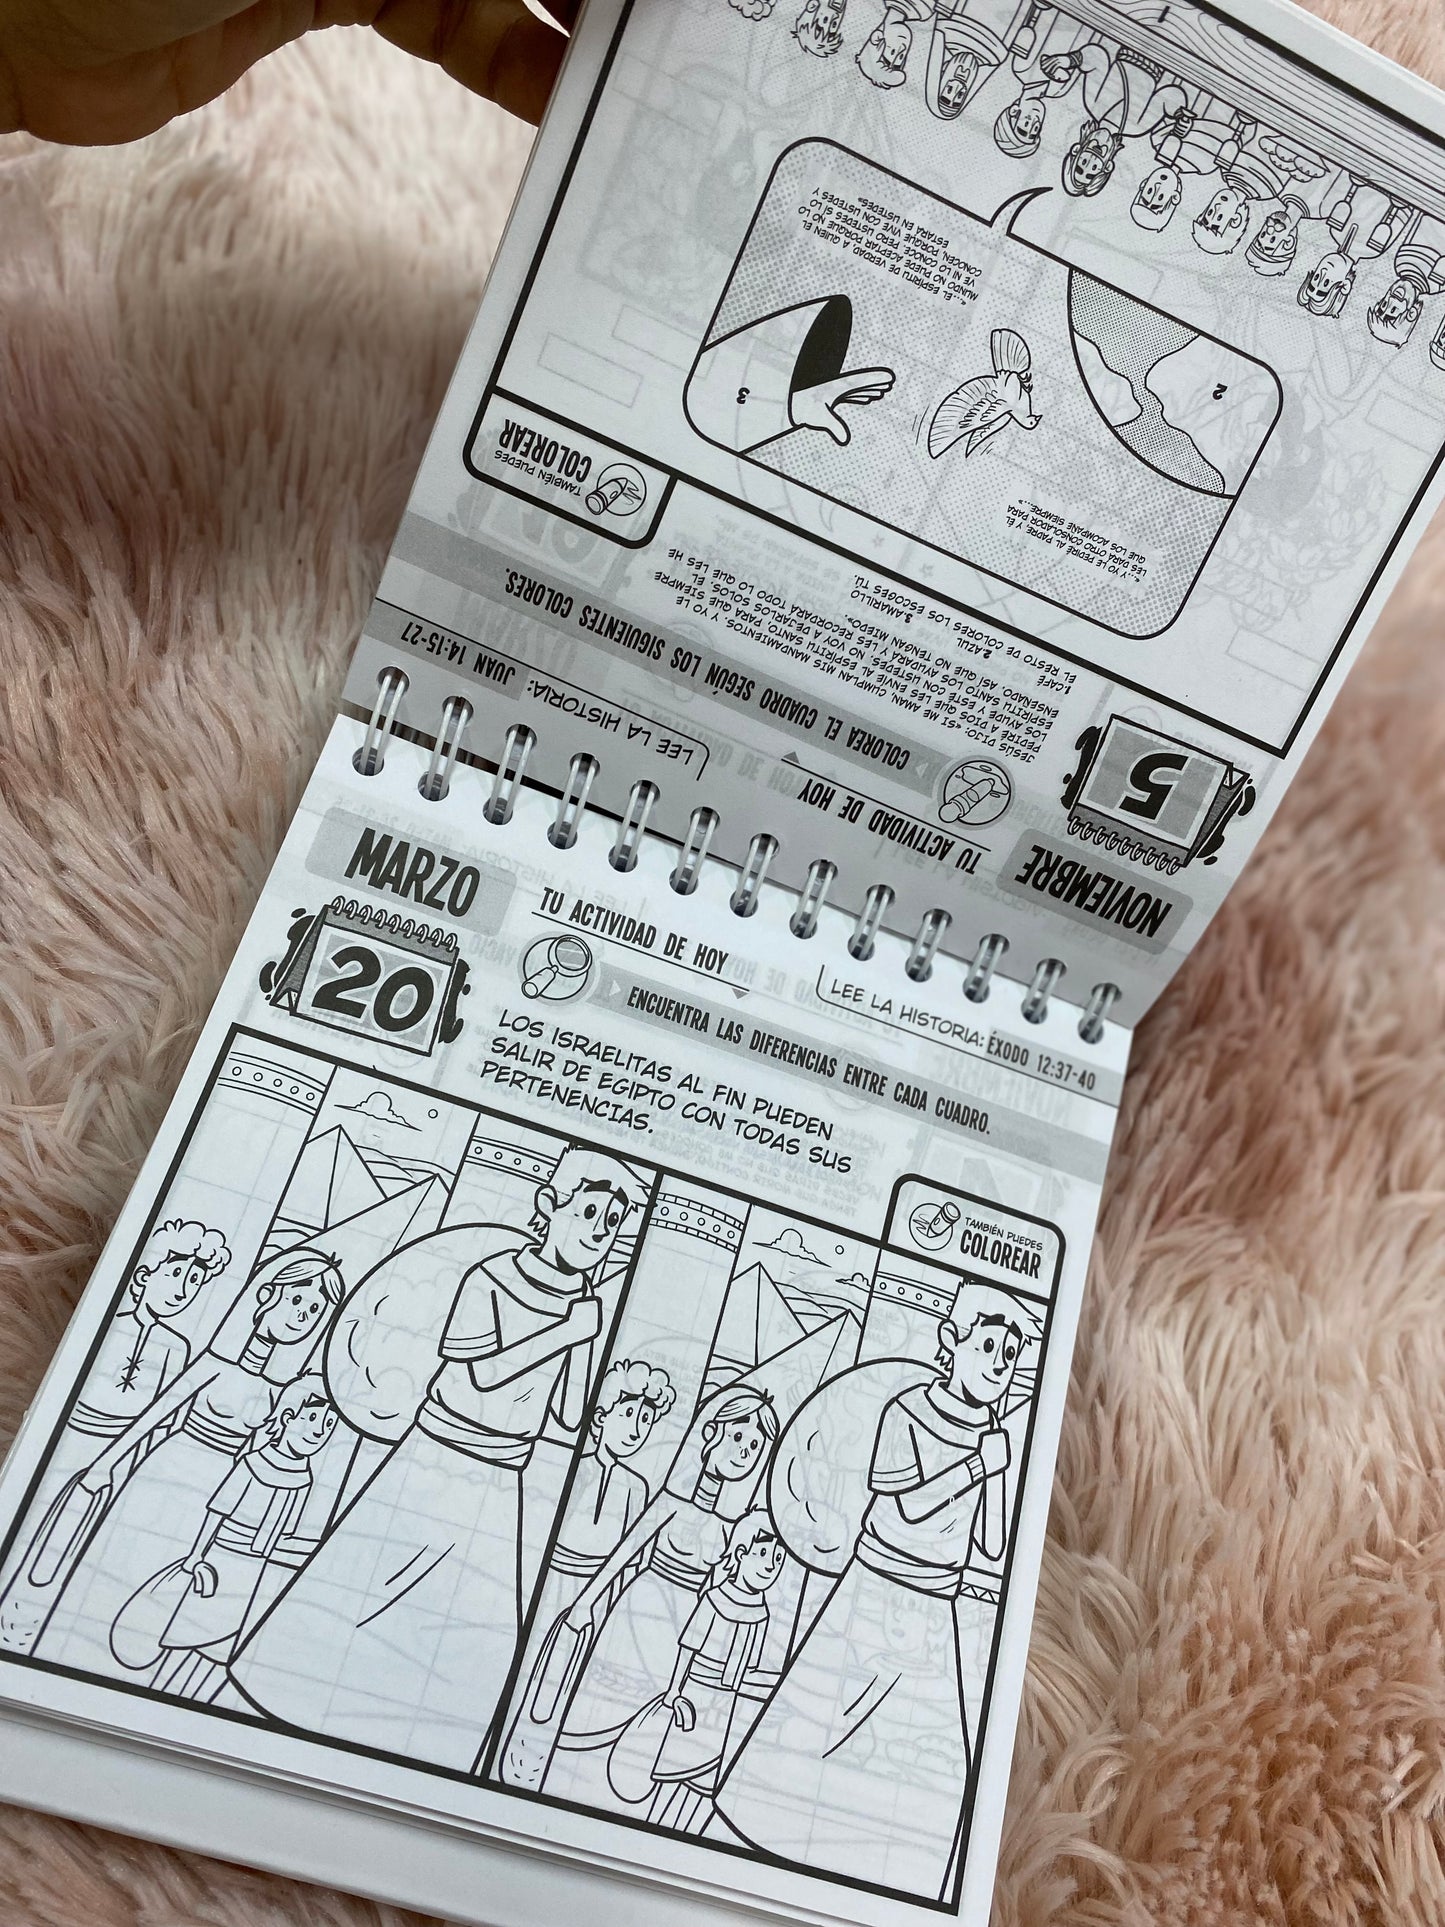 MARZO
20
TU ACTIVIDAD DE HOY
ENCUENTRA LAS DIFERENCIAS ENTRE CADA CUADRO.
LEE LA HISTORIA: ÉXODO 12:37-40
LOS ISRAELITAS AL FIN PUEDEN
SALIR DE EGIPTO CON TODAS SUS
PERTENENCIAS.
TAMBIÉN PUEDES
COLOREAR
NOVIEMBRE
5
TU ACTIVIDAD DE HOY
COLOREA EL CUADRO SEGÚN LOS SIGUIENTES COLORES.
LEE LA HISTORIA: JUAN 14:15-27
JESÚS DIJO: «SI ME AMAN, CUMPLAN MIS MANDAMIENTOS. Y YO LE
PEDIRÉ A DIOS QUE LES ENVÍE AL ESPÍRITU SANTO, PARA QUE SIEMPRE
LOS AYUDE Y ESTÉ CON USTEDES. NO VOY A DEJARLOS SOLOS. EL
ESPÍRITU SANTO LOS AYUDARÁ Y LES RECORDARÁ TODO LO QUE LES HE
ENSEÑADO. ASÍ QUE NO TENGAN MIEDO».
1.CAFÉ
2.AZUL
3.AMARILLO
EL RESTO DE COLORES LOS ESCOGES TÚ.
TAMBIÉN PUEDES
COLOREAR
«...Y YO LE PEDIRÉ AL PADRE, Y ÉL
LES DARÁ OTRO CONSOLADOR PARA
QUE LOS ACOMPAÑE SIEMPRE...»
2
3
«...EL ESPÍRITU DE VERDAD, A QUIEN EL
MUNDO NO PUEDE ACEPTAR PORQUE NO LO
VE NI LO CONOCE. PERO USTEDES SÍ LO
CONOCEN, PORQUE VIVE CON USTEDES Y
ESTARÁ EN USTEDES»
1